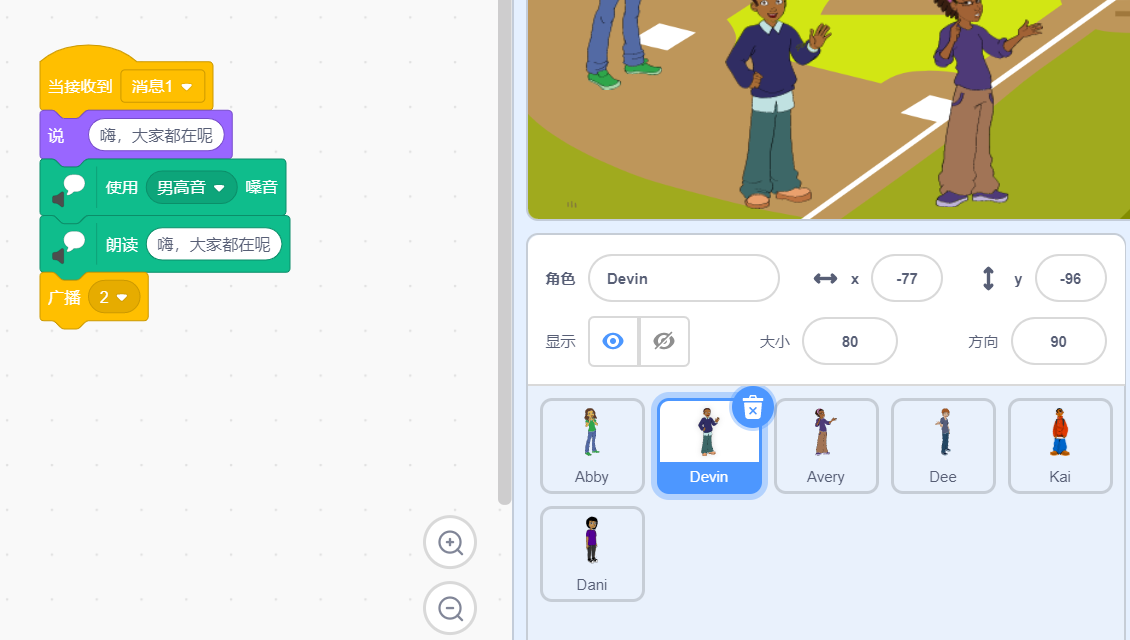 当接收到 消息1
说 嗨，大家都在呢
使用 男高音 嗓音
朗读 嗨，大家都在呢
广播 2
角色 Devin x -77 y -96
显示 大小 80 方向 90
Abby Devin Avery Dee Kai
Dani